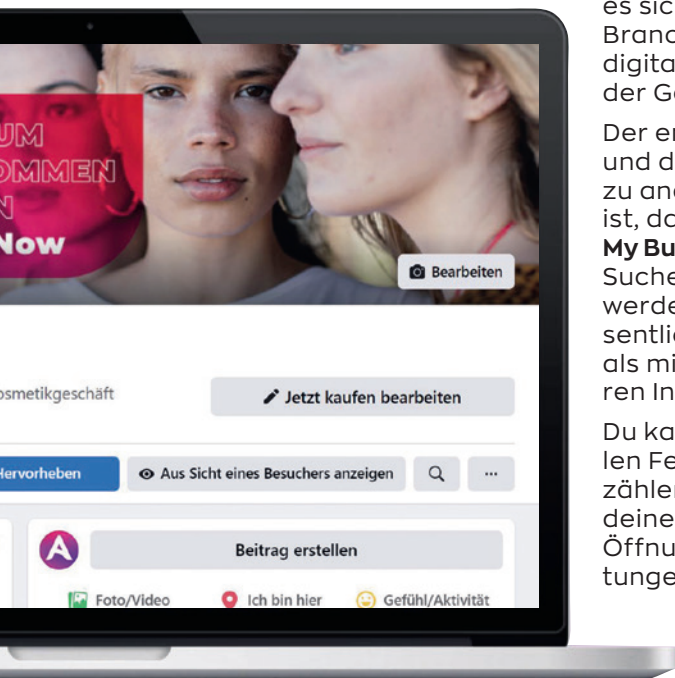 UM
OMMEN
N
Now
Bearbeiten
osmetikgeschäft
Jetzt kaufen bearbeiten
Hervorheben
Aus Sicht eines Besuchers anzeigen
...
A
Beitrag erstellen
Foto/Video
Ich bin hier
Gefühl/Aktivität
es sic
Branc
digita
der Ge
Der er
und d
zu and
ist, da
My Bu
Suche
werde
sentlic
als mi
ren In
Du ka
len Fe
zählen
deine
Öffnu
tunge